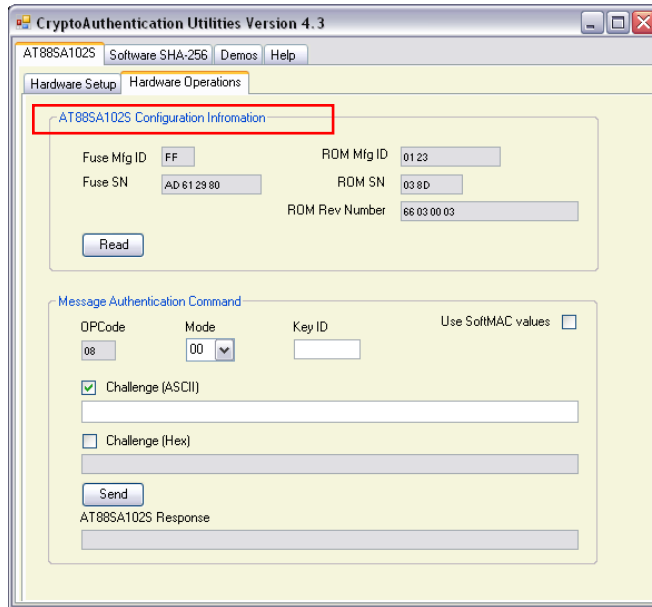 CryptoAuthentication Utilities Version 4.3
AT88SA102S Software SHA-256 Demos Help
Hardware Setup Hardware Operations
AT88SA102S Configuration Infromation
Fuse Mfg ID FF ROM Mfg ID 01 23
Fuse SN AD 61 29 80 ROM SN 03 8D
ROM Rev Number 66 03 00 03
Read
Message Authentication Command
OPCode Mode Key ID Use SoftMAC values
08 00
Challenge (ASCII)
Challenge (Hex)
Send
AT88SA102S Response